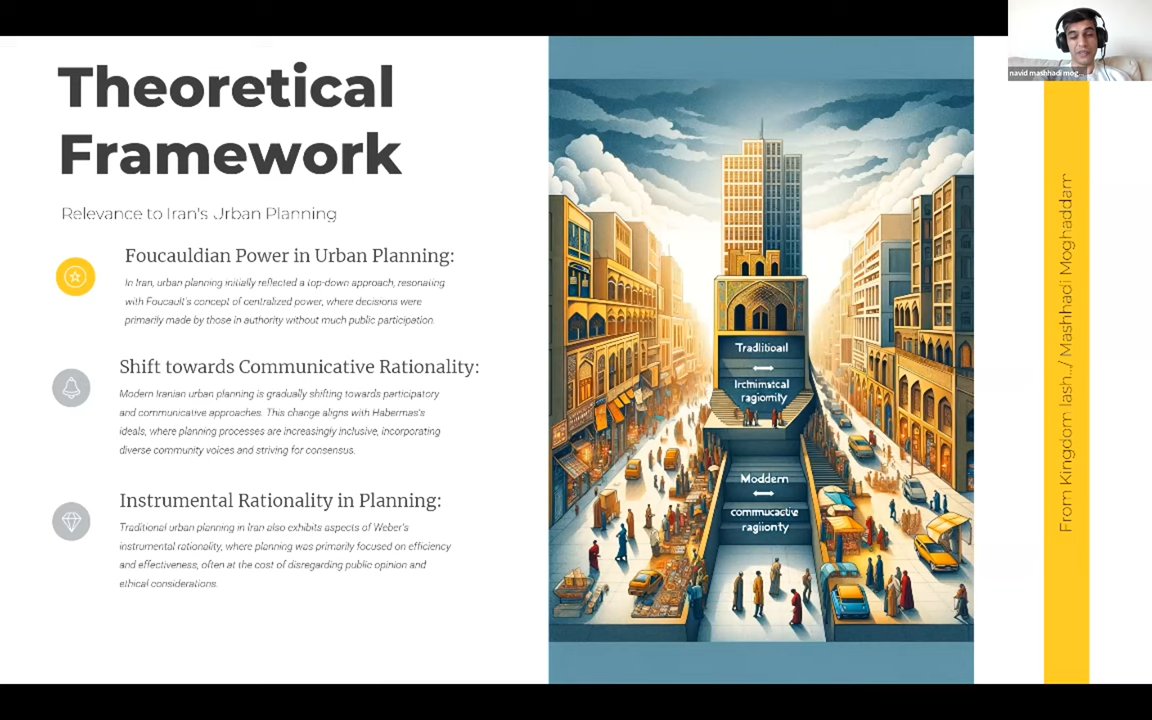 Theoretical
Framework
Relevance to Iran's Urban Planning
Foucauldian Power in Urban Planning:
In Iran, urban planning initially reflected a top-down approach, resonating
with Foucault's concept of centralized power, where decisions were
primarily made by those in authority without much public participation.
Shift towards Communicative Rationality:
Modern Iranian urban planning is gradually shifting towards participatory
and communicative approaches. This change aligns with Habermas's
ideals, where planning processes are increasingly inclusive, incorporating
diverse community voices and striving for consensus.
Instrumental Rationality in Planning:
Traditional urban planning in Iran also exhibits aspects of Weber's
instrumental rationality, where planning was primarily focused on efficiency
and effectiveness, often at the cost of disregarding public opinion and
ethical considerations.
Moddern
ragiionty
navid mashhadi mog...
From Kingdom lash.../ Mashhadi Moghaddam